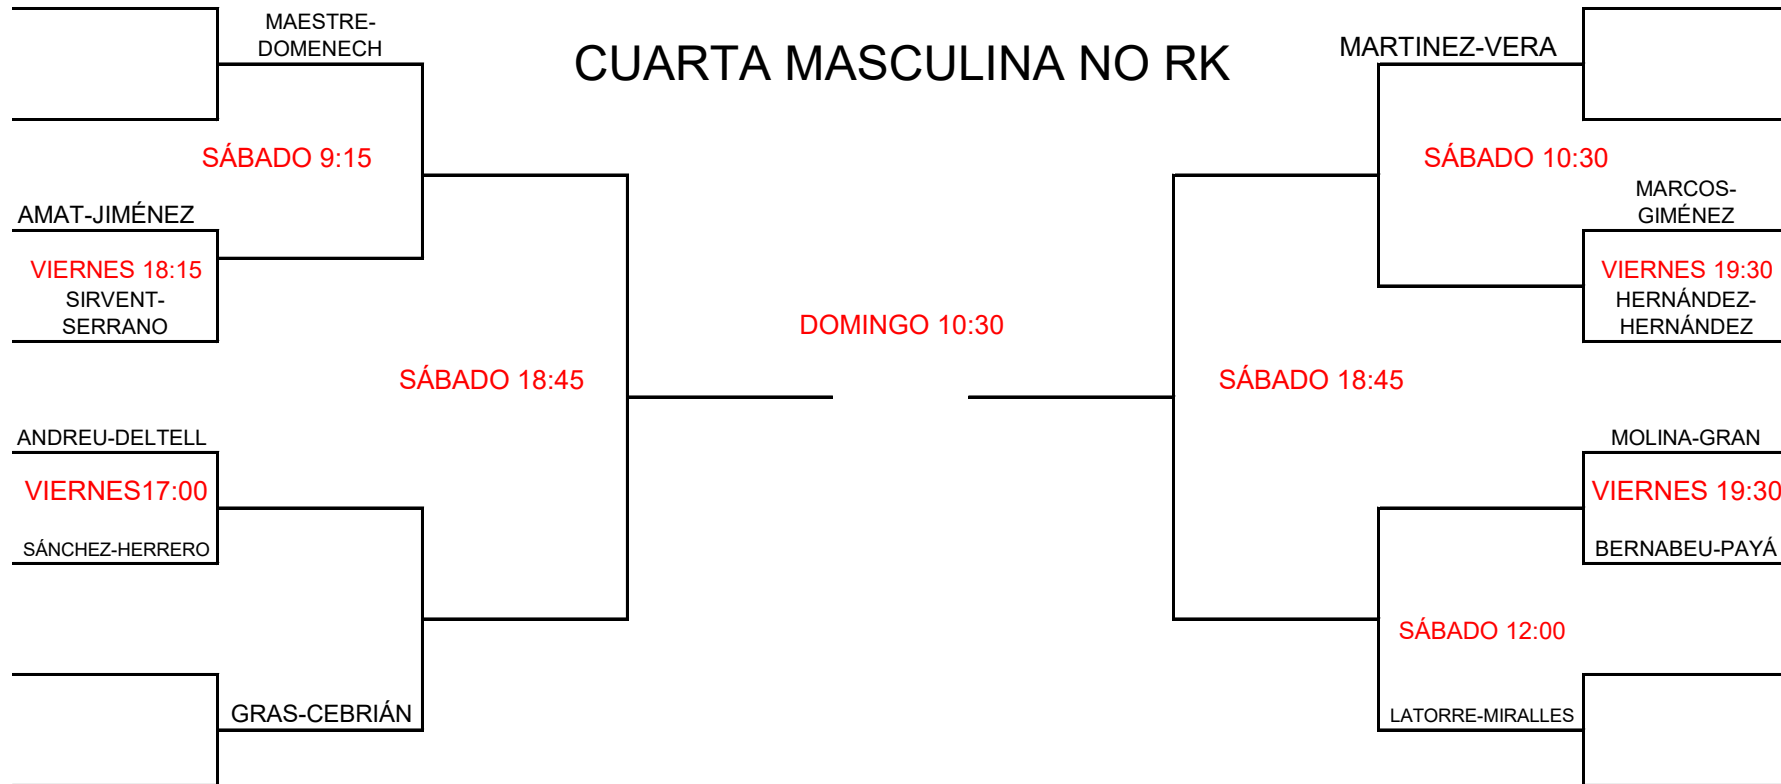 MAESTRE-
DOMENECH
CUARTA MASCULINA NO RK
MARTINEZ-VERA
SÁBADO 9:15
SÁBADO 10:30
AMAT-JIMÉNEZ
MARCOS-
GIMÉNEZ
VIERNES 18:15
SIRVENT-
SERRANO
VIERNES 19:30
HERNÁNDEZ-
HERNÁNDEZ
DOMINGO 10:30
SÁBADO 18:45
SÁBADO 18:45
ANDREU-DELTELL
MOLINA-GRAN
VIERNES17:00
VIERNES 19:30
SÁNCHEZ-HERRERO
BERNABEU-PAYÁ
SÁBADO 12:00
GRAS-CEBRIÁN
LATORRE-MIRALLES